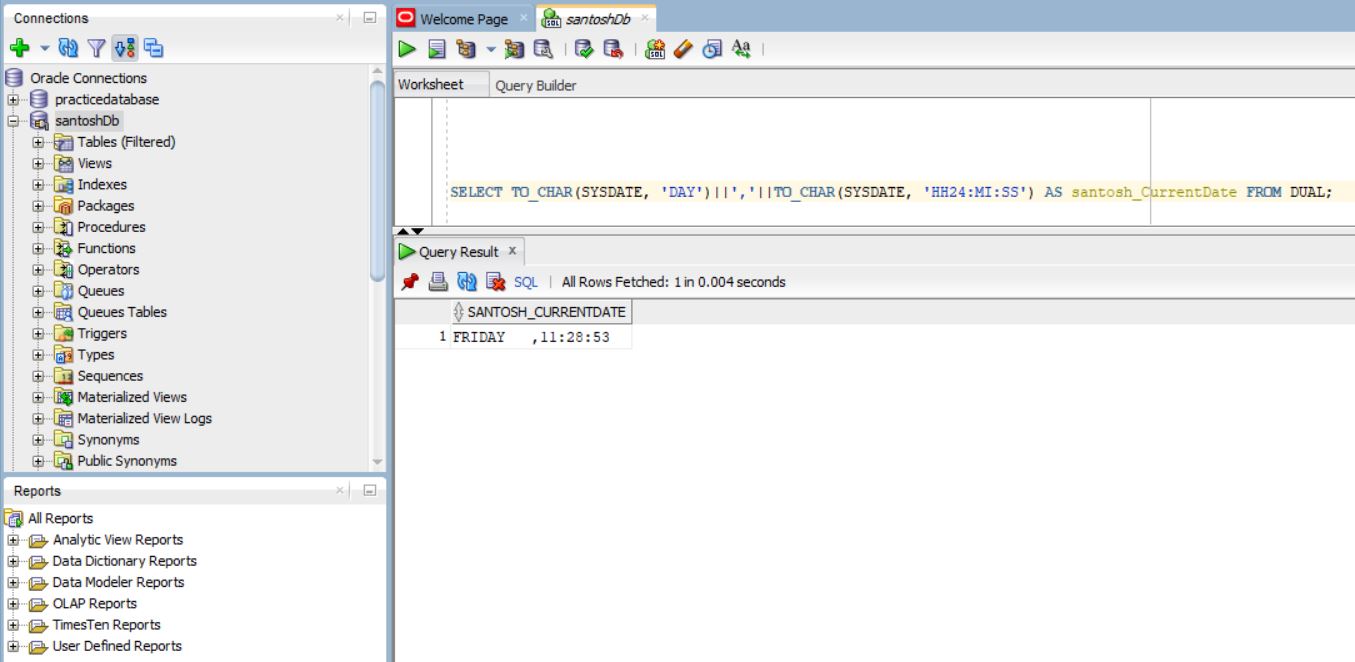 Connections
Oracle Connections
practicedatabase
santoshDb
Tables (Filtered)
Views
Indexes
Packages
Procedures
Functions
Operators
Queues
Queues Tables
Triggers
Types
Sequences
Materialized Views
Materialized View Logs
Synonyms
Public Synonyms
Reports
All Reports
Analytic View Reports
Data Dictionary Reports
Data Modeler Reports
OLAP Reports
TimesTen Reports
User Defined Reports
Welcome Page
santoshDb
Worksheet Query Builder
SELECT TO_CHAR(SYSDATE, 'DAY')||','||TO_CHAR(SYSDATE, 'HH24:MI:SS') AS santosh_CurrentDate FROM DUAL;
Query Result
SQL | All Rows Fetched: 1 in 0.004 seconds
SANTOSH_CURRENTDATE
1 FRIDAY   ,11:28:53